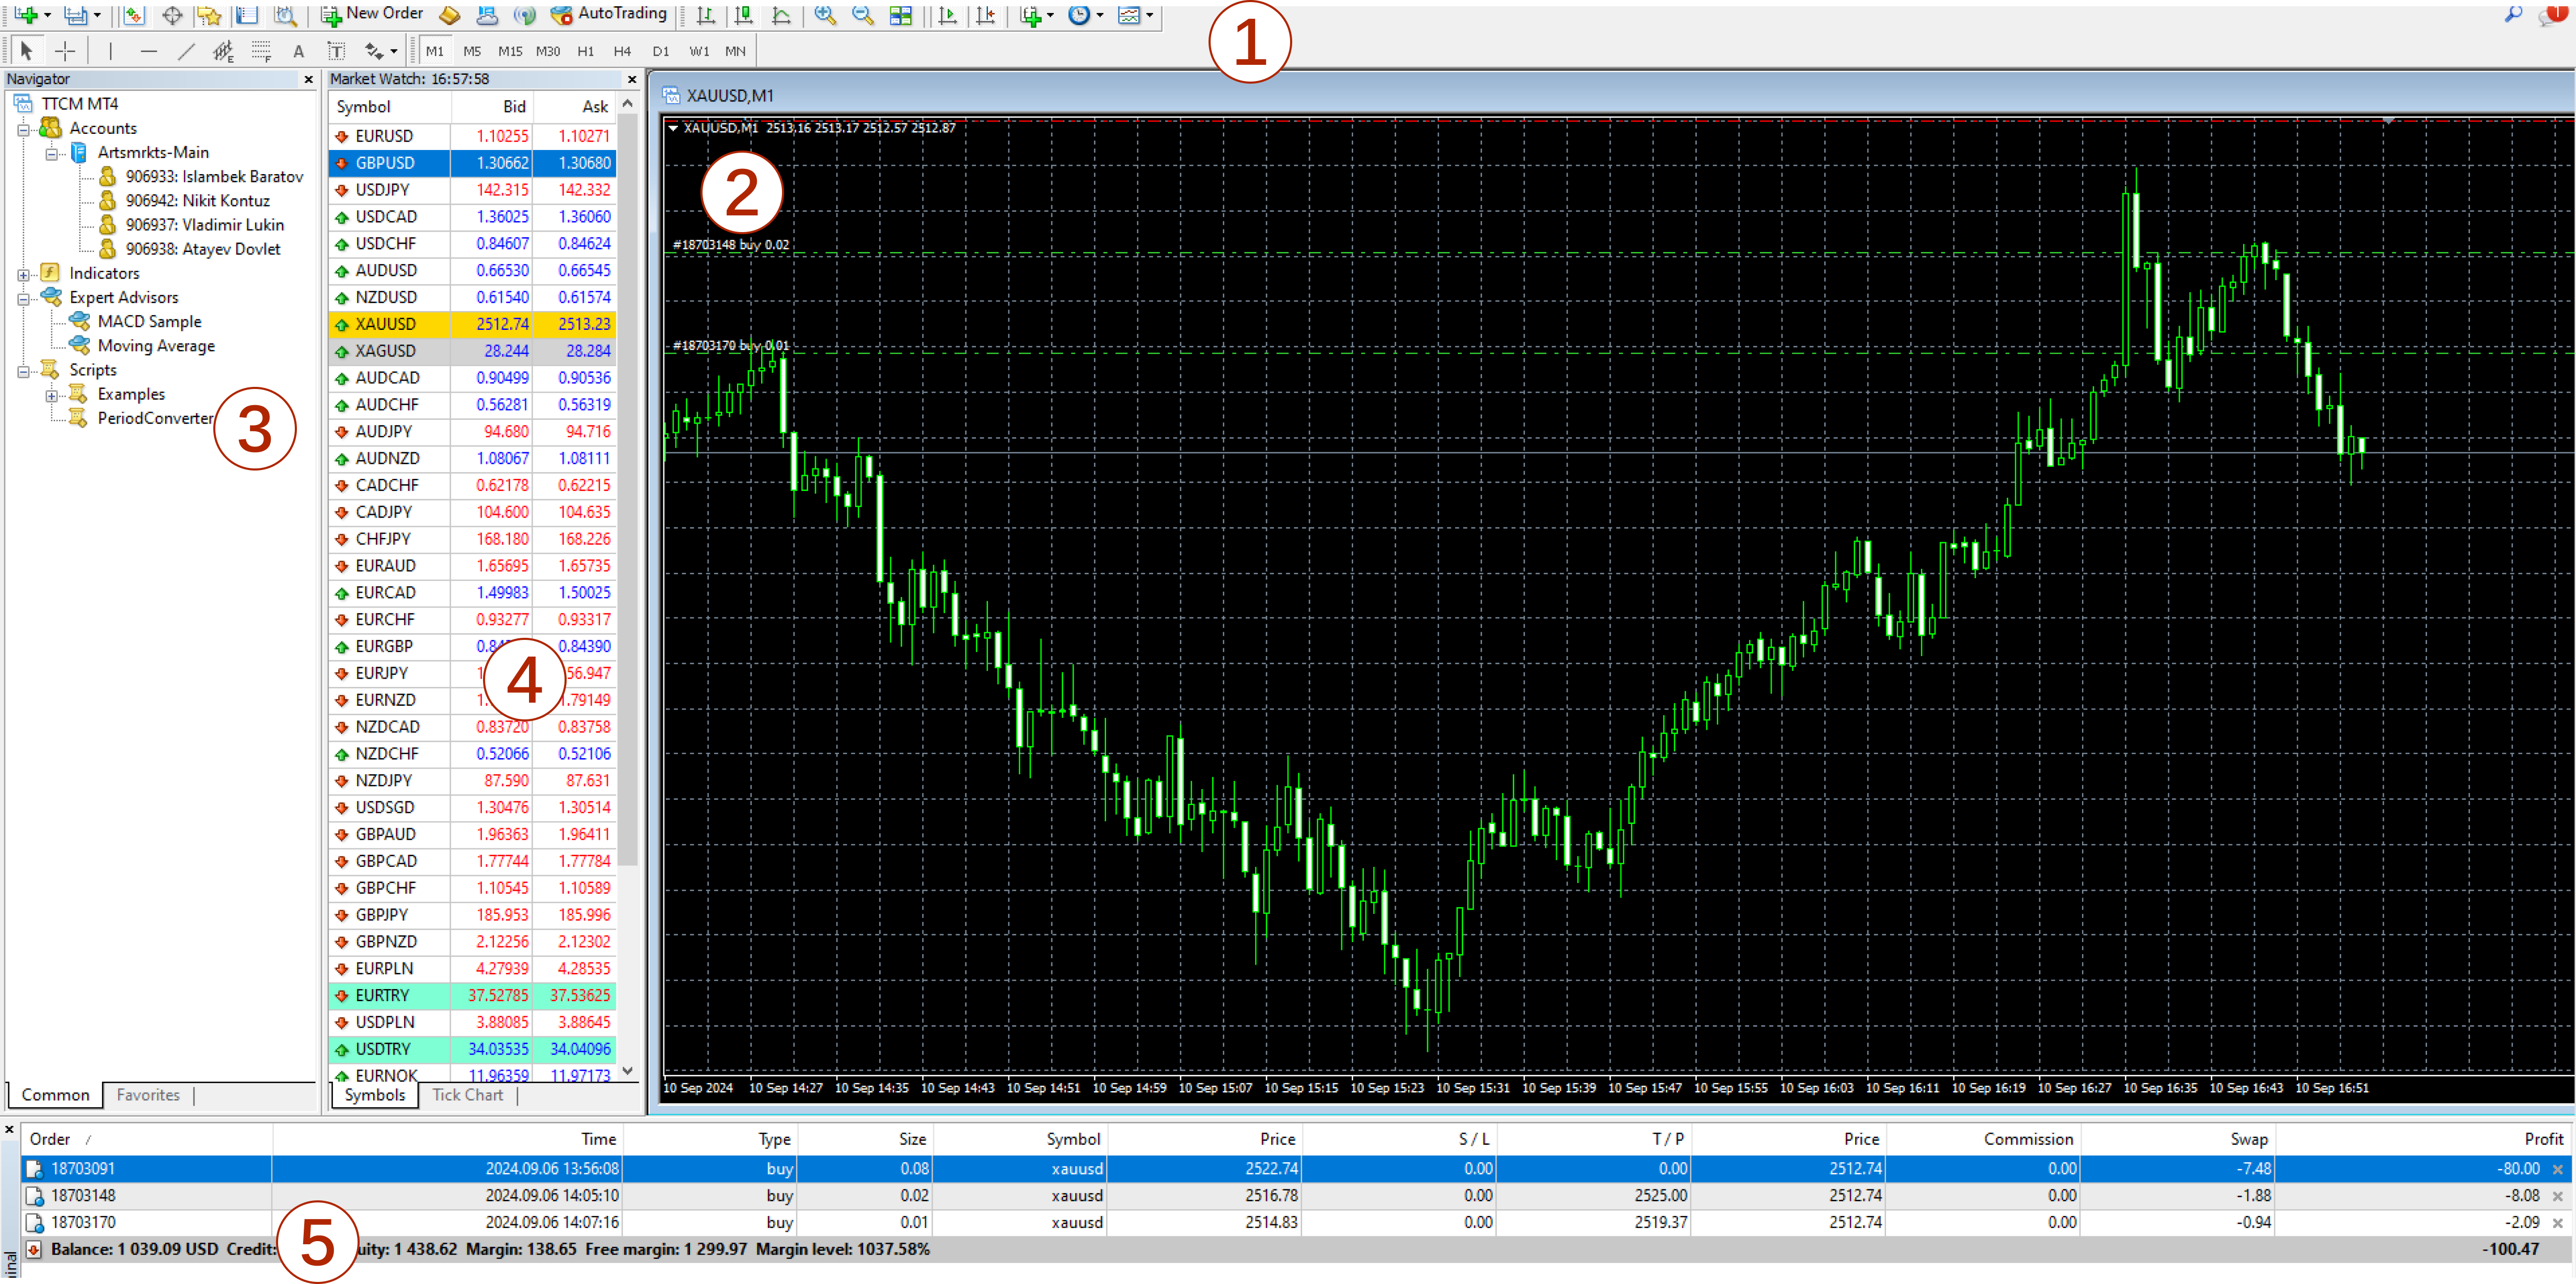 New Order AutoTrading
1
A T
M1 M5 M15 M30 H1 H4 D1 W1 MN
Navigator
TTCM MT4
Accounts
Artsmrkts-Main
906933: Islambek Baratov
906942: Nikit Kontuz
906937: Vladimir Lukin
906938: Atayev Dovlet
Indicators
Expert Advisors
MACD Sample
Moving Average
Scripts
Examples
PeriodConverter
3
Common Favorites
Market Watch: 16:57:58
Symbol Bid Ask
EURUSD 1.10255 1.10271
GBPUSD 1.30662 1.30680
USDJPY 142.315 142.332
USDCAD 1.36025 1.36060
USDCHF 0.84607 0.84624
AUDUSD 0.66530 0.66545
NZDUSD 0.61540 0.61574
XAUUSD 2512.74 2513.23
XAGUSD 28.244 28.284
AUDCAD 0.90499 0.90536
AUDCHF 0.56281 0.56319
AUDJPY 94.680 94.716
AUDNZD 1.08067 1.08111
CADCHF 0.62178 0.62215
CADJPY 104.600 104.635
CHFJPY 168.180 168.226
EURAUD 1.65695 1.65735
EURCAD 1.49983 1.50025
EURCHF 0.93277 0.93317
EURGBP 0.84390
EURJPY 56.947
4
EURNZD .79149
NZDCAD 0.83720 0.83758
NZDCHF 0.52066 0.52106
NZDJPY 87.590 87.631
USDSGD 1.30476 1.30514
GBPAUD 1.96363 1.96411
GBPCAD 1.77744 1.77784
GBPCHF 1.10545 1.10589
GBPJPY 185.953 185.996
GBPNZD 2.12256 2.12302
EURPLN 4.27939 4.28535
EURTRY 37.52785 37.53625
USDPLN 3.88085 3.88645
USDTRY 34.03535 34.04096
EURNOK 11.96359 11.97173
Symbols Tick Chart
XAUUSD,M1
XAUUSD,M1 2513.16 2513.17 2512.57 2512.87
2
#18703148 buy 0.02
#18703170 buy 0.01
10 Sep 2024 10 Sep 14:27 10 Sep 14:35 10 Sep 14:43 10 Sep 14:51 10 Sep 14:59 10 Sep 15:07 10 Sep 15:15 10 Sep 15:23 10 Sep 15:31 10 Sep 15:39 10 Sep 15:47 10 Sep 15:55 10 Sep 16:03 10 Sep 16:11 10 Sep 16:19 10 Sep 16:27 10 Sep 16:35 10 Sep 16:43 10 Sep 16:51
Order / Time Type Size Symbol Price S / L T / P Price Commission Swap Profit
18703091 2024.09.06 13:56:08 buy 0.08 xauusd 2522.74 0.00 0.00 2512.74 0.00 -7.48 -80.00
18703148 2024.09.06 14:05:10 buy 0.02 xauusd 2516.78 0.00 2525.00 2512.74 0.00 -1.88 -8.08
18703170 2024.09.06 14:07:16 buy 0.01 xauusd 2514.83 0.00 2519.37 2512.74 0.00 -0.94 -2.09
5
Balance: 1 039.09 USD Credit: uity: 1 438.62 Margin: 138.65 Free margin: 1 299.97 Margin level: 1037.58% -100.47